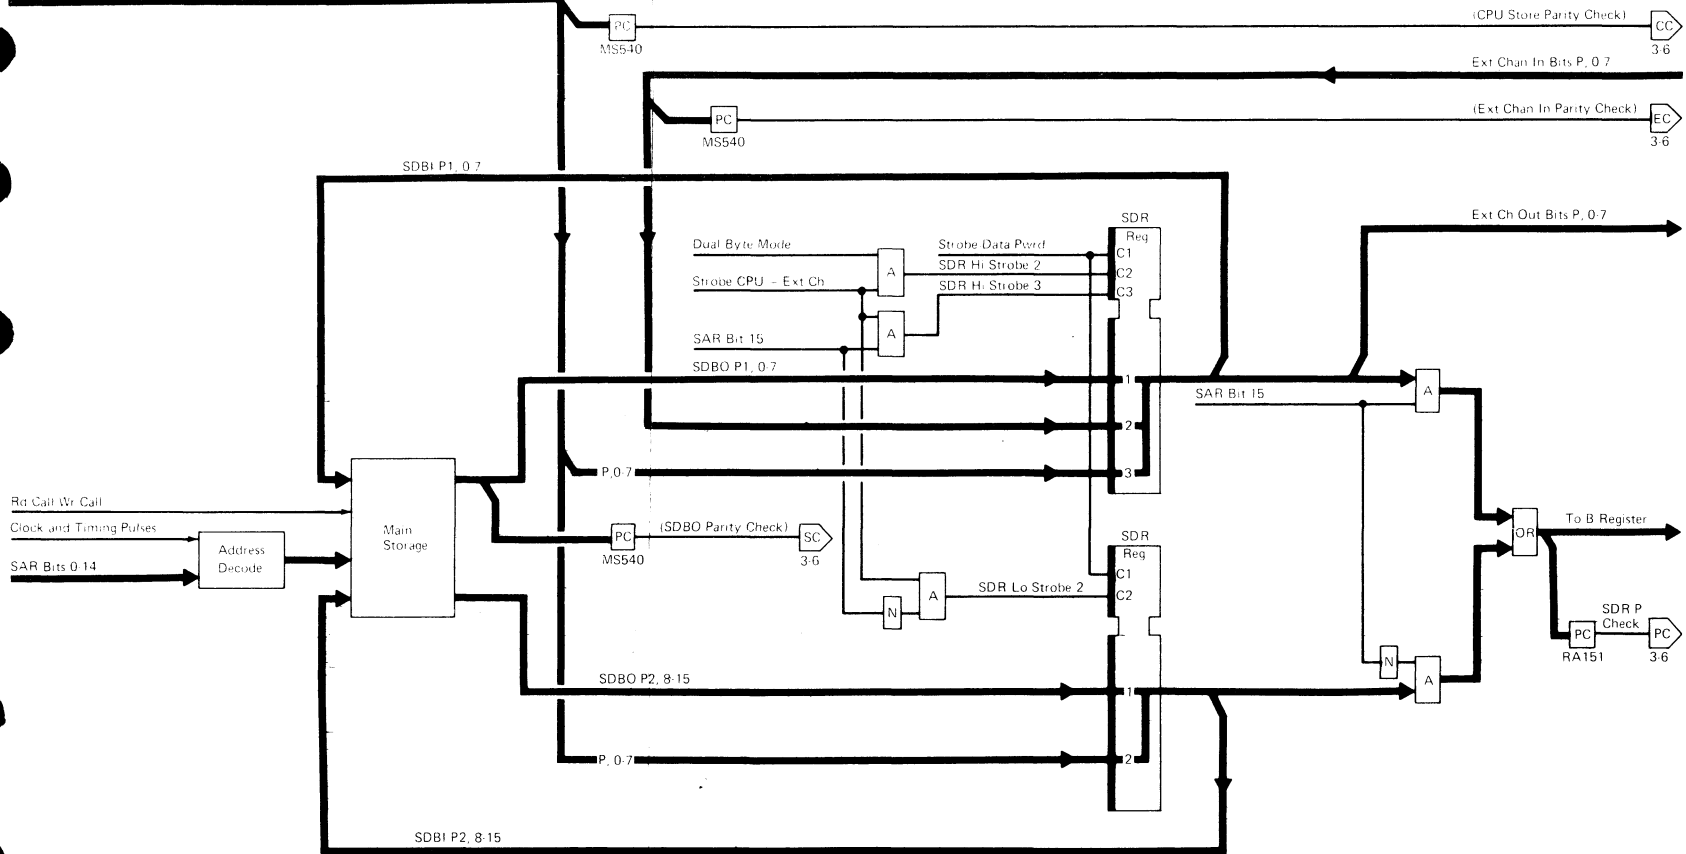 (CPU Store Parity Check)
PC
CC
MS540
3-6
Ext Chan In Bits P, 0-7
(Ext Chan In Parity Check)
PC
EC
MS540
3-6
SDBI P1, 0-7
SDR
Ext Ch Out Bits P, 0-7
Reg
Dual Byte Mode
Strobe Data Pwrd
C1
A
SDR Hi Strobe 2
C2
Strobe CPU - Ext Ch
SDR Hi Strobe 3
C3
SAR Bit 15
A
SDBO P1, 0-7
1
SAR Bit 15
A
2
P,0-7
3
Rd Call Wr Call
Main
Storage
Clock and Timing Pulses
(SDBO Parity Check)
PC
SC
MS540
3-6
Address
Decode
SAR Bits 0-14
SDR
Reg
To B Register
OR
C1
A
SDR Lo Strobe 2
C2
N
SDR P
Check
PC
PC
RA151
3-6
N
A
SDBO P2, 8-15
1
P, 0-7
2
SDBI P2, 8-15